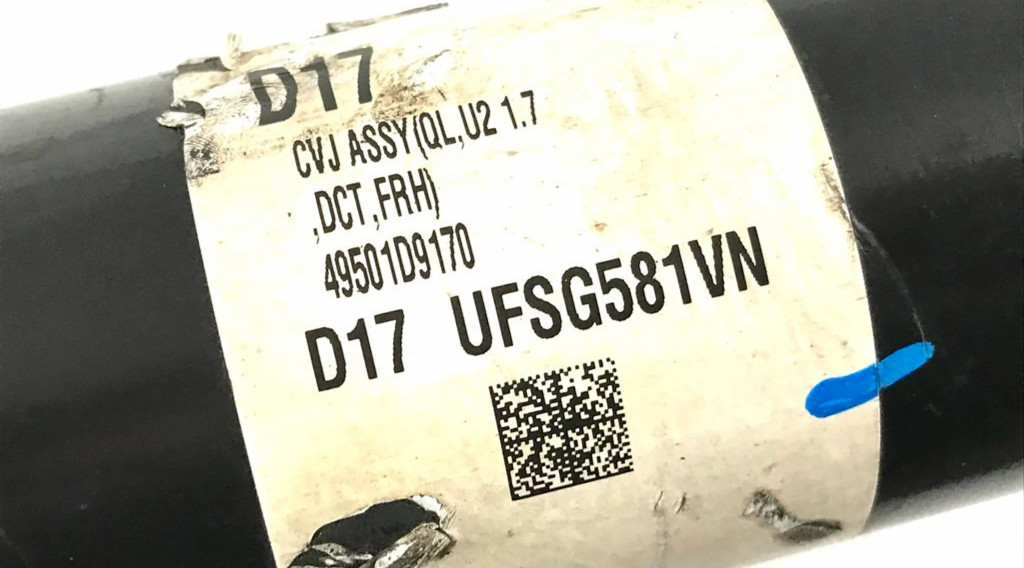 D17
CVJ ASSY(QL,U2 1.7
,DCT,FRH)
49501D9170
D17 UFSG581VN